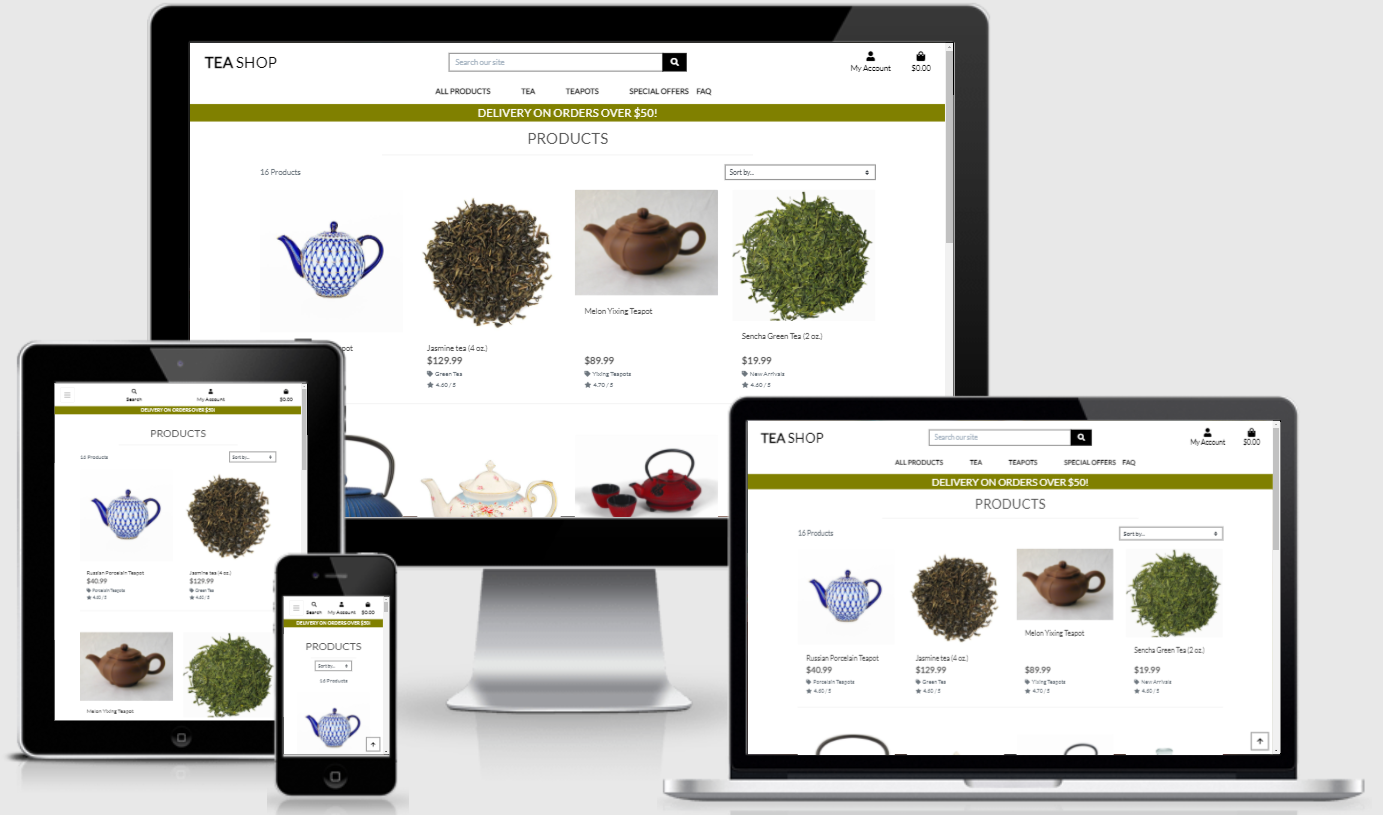 TEA SHOP
Search our site
My Account
$0.00
ALL PRODUCTS TEA TEAPOTS SPECIAL OFFERS FAQ
DELIVERY ON ORDERS OVER $50!
PRODUCTS
16 Products
Sort by...
Melon Yixing Teapot
Sencha Green Tea (2 oz.)
pot
Jasmine tea (4 oz.)
$129.99
$89.99
$19.99
Green Tea
Yixing Teapots
New Arrivals
4.60 / 5
4.70 / 5
4.60 / 5
Search
My Account
$0.00
DELIVERY ON ORDERS OVER $50!
PRODUCTS
16 Products
Sort by...
Russian Porcelain Teapot
Jasmine tea (4 oz.)
$40.99
$129.99
Porcelain Teapots
Green Tea
4.60 / 5
4.60 / 5
Melon Yixing Teapot
Search
My Account
$0.00
DELIVERY ON ORDERS OVER $50!
PRODUCTS
Sort by...
16 Products
TEA SHOP
Search our site
My Account
$0.00
ALL PRODUCTS TEA TEAPOTS SPECIAL OFFERS FAQ
DELIVERY ON ORDERS OVER $50!
PRODUCTS
16 Products
Sort by...
Melon Yixing Teapot
Sencha Green Tea (2 oz.)
Russian Porcelain Teapot
Jasmine tea (4 oz.)
$40.99
$129.99
$89.99
$19.99
Porcelain Teapots
Green Tea
Yixing Teapots
New Arrivals
4.60 / 5
4.60 / 5
4.70 / 5
4.60 / 5